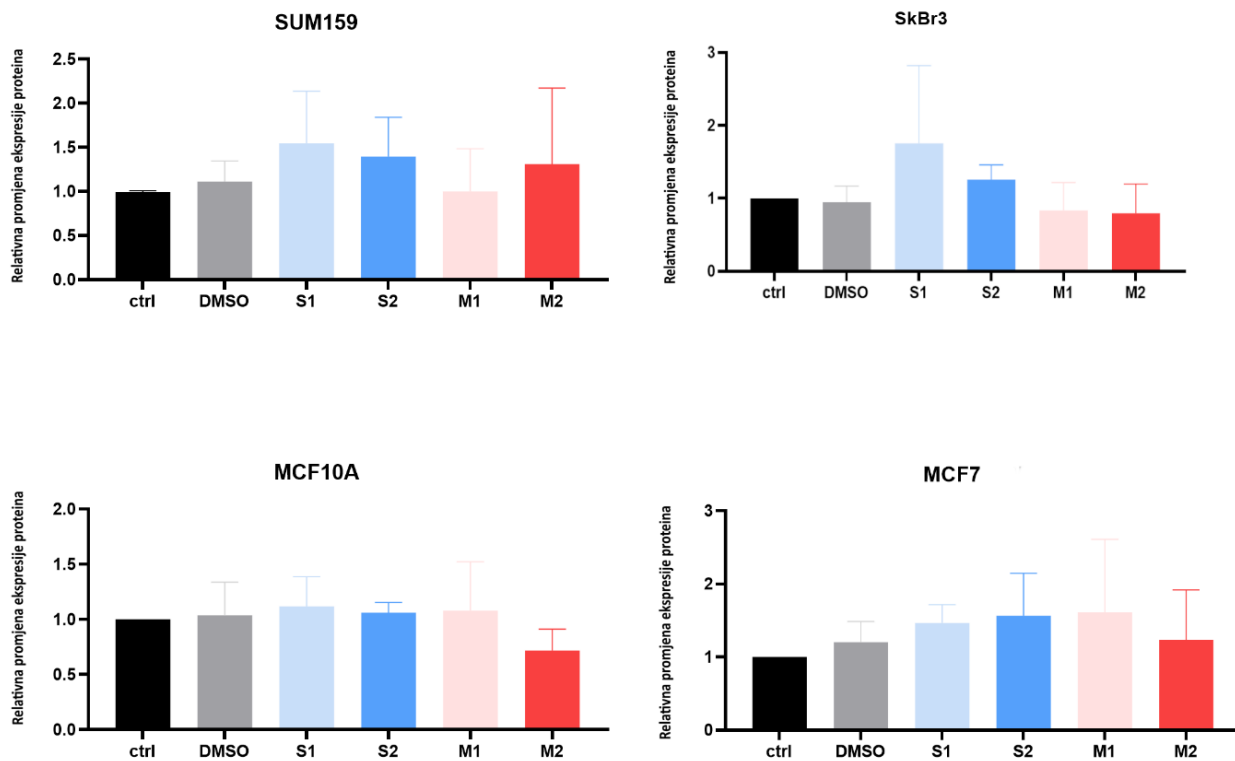 SUM159
Relativna promjena ekspresije proteina
2.5
2.0
1.5
1.0
0.5
0.0
ctrl DMSO S1 S2 M1 M2
SkBr3
Relativna promjena ekspresije proteina
3
2
1
0
ctrl DMSO S1 S2 M1 M2
MCF10A
Relativna promjena ekspresije proteina
2.0
1.5
1.0
0.5
0.0
ctrl DMSO S1 S2 M1 M2
MCF7
Relativna promjena ekspresije proteina
3
2
1
0
ctrl DMSO S1 S2 M1 M2